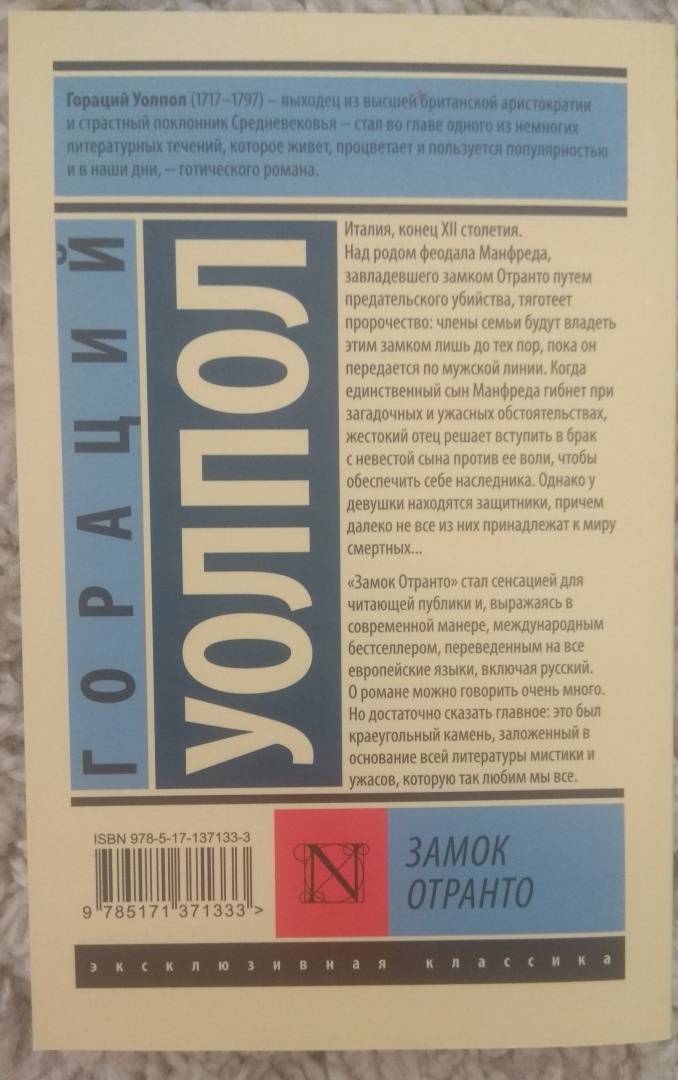 Гораций Уолпол (1717–1797) – выходец из высшей британской аристократии
и страстный поклонник Средневековья – стал во главе одного из немногих
литературных течений, которое живет, процветает и пользуется популярностью
и в наши дни, – готического романа.
ГОРАЦИЙ
УОЛПОЛ
Италия, конец XII столетия.
Над родом феодала Манфреда,
завладевшего замком Отранто путем
предательского убийства, тяготеет
пророчество: члены семьи будут владеть
этим замком лишь до тех пор, пока он
передается по мужской линии. Когда
единственный сын Манфреда гибнет при
загадочных и ужасных обстоятельствах,
жестокий отец решает вступить в брак
с невестой сына против ее воли, чтобы
обеспечить себе наследника. Однако у
девушки находятся защитники, причем
далеко не все из них принадлежат к миру
смертных...
«Замок Отранто» стал сенсацией для
читающей публики и, выражаясь в
современной манере, международным
бестселлером, переведенным на все
европейские языки, включая русский.
О романе можно говорить очень много.
Но достаточно сказать главное: это был
краеугольный камень, заложенный в
основание всей литературы мистики и
ужасов, которую так любим мы все.
ISBN 978-5-17-137133-3
9 785171 371333 >
N
ЗАМОК
ОТРАНТО
эксклюзивная классика